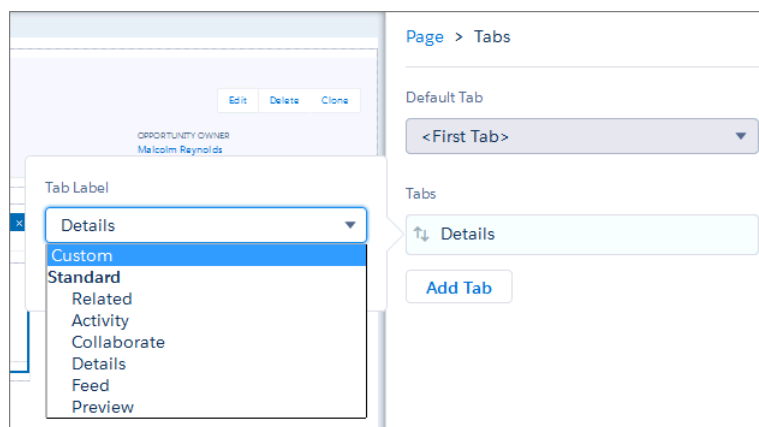 Page > Tabs
Edit Delete Clone
Default Tab
<First Tab>
OPPORTUNITY OWNER
Malcolm Reynolds
Tab Label
Details
Custom
Standard
Related
Activity
Collaborate
Details
Feed
Preview
Tabs
Details
Add Tab